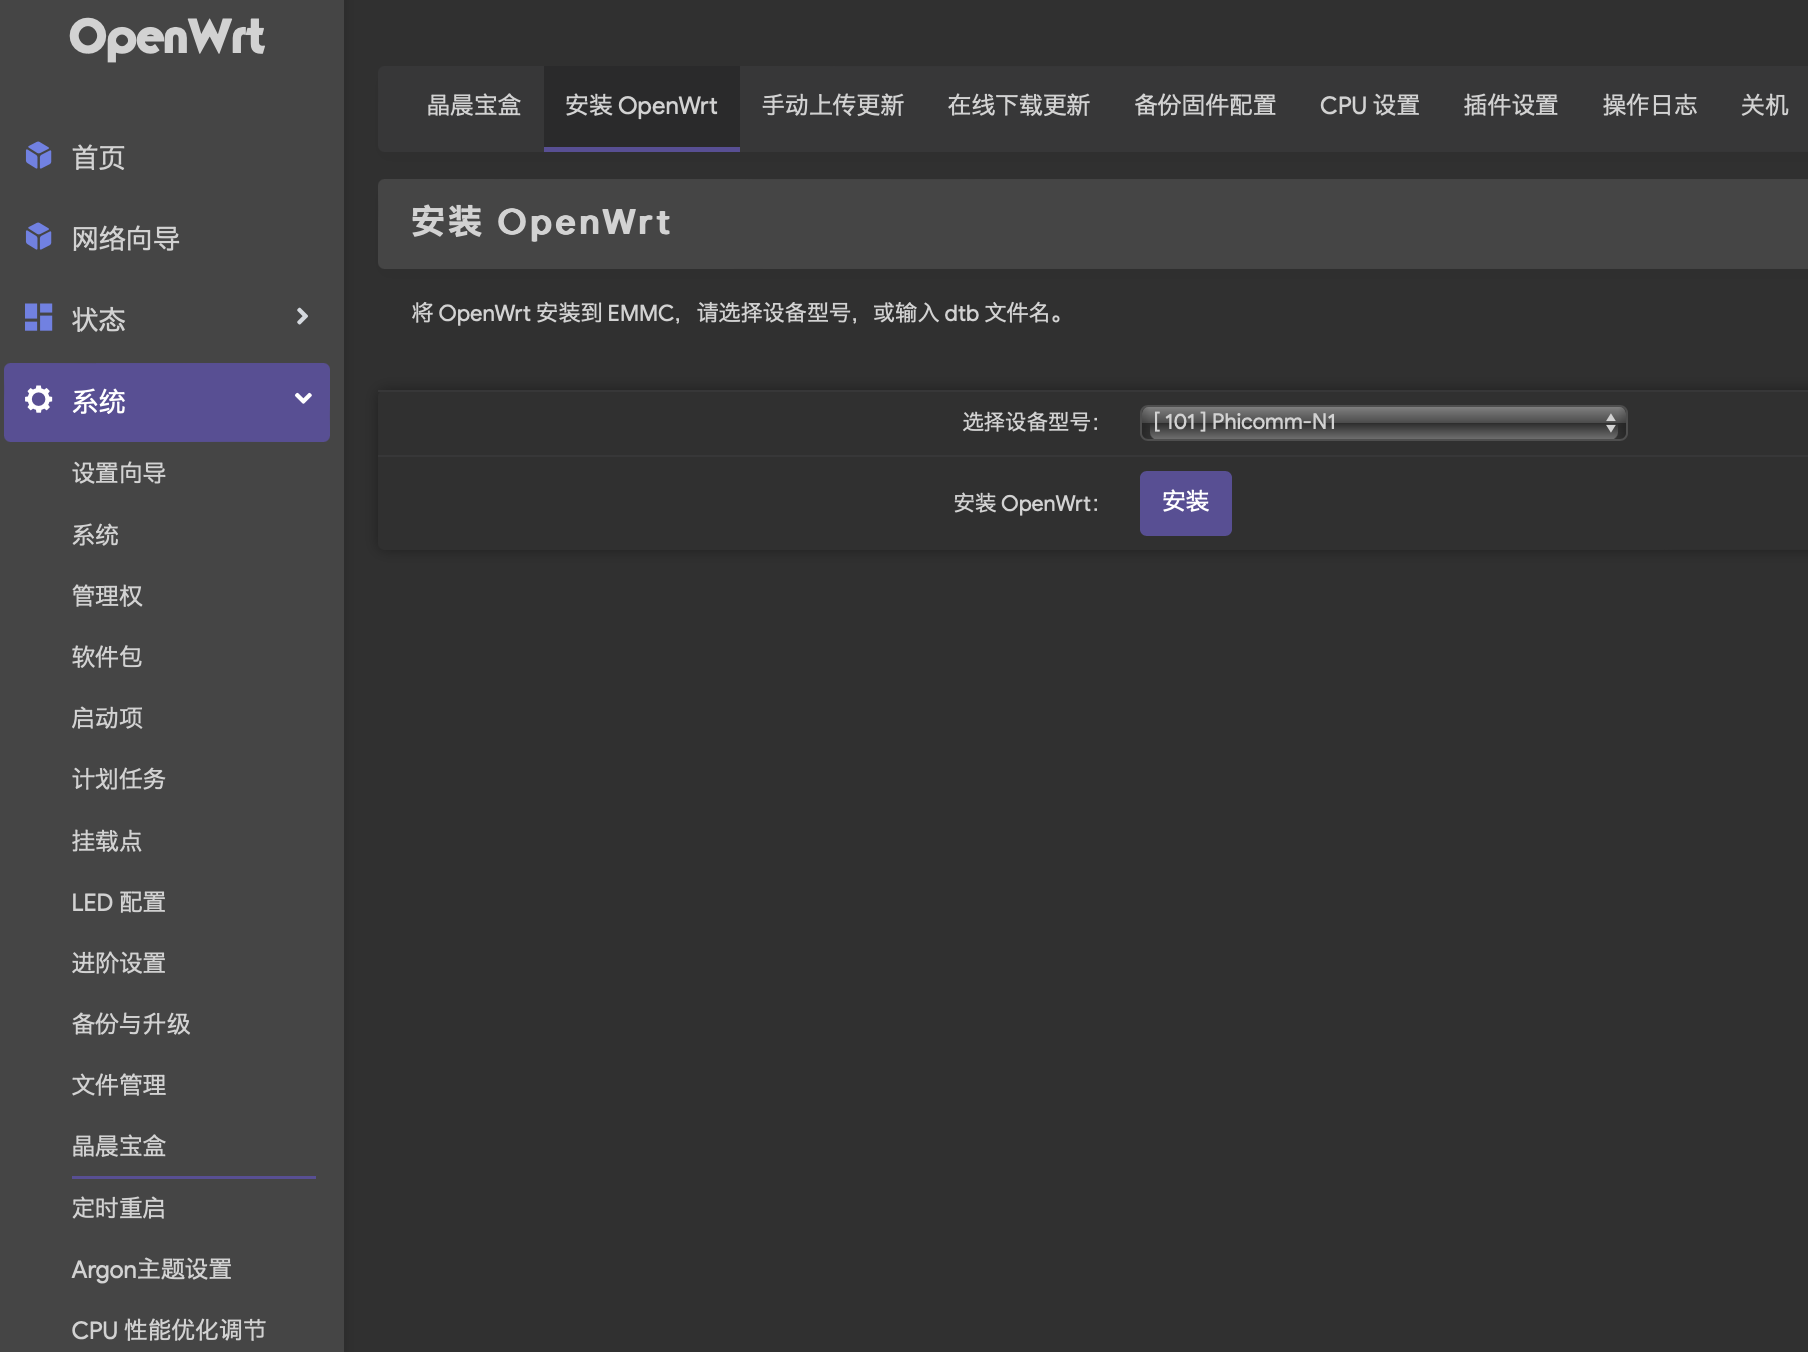 OpenWrt
首页
网络向导
状态
系统
设置向导
系统
管理权
软件包
启动项
计划任务
挂载点
LED 配置
进阶设置
备份与升级
文件管理
晶晨宝盒
定时重启
Argon主题设置
CPU 性能优化调节
晶晨宝盒 安装 OpenWrt 手动上传更新 在线下载更新 备份固件配置 CPU 设置 插件设置 操作日志 关机
安装 OpenWrt
将 OpenWrt 安装到 EMMC，请选择设备型号，或输入 dtb 文件名。
选择设备型号： [ 101 ] Phicomm-N1
安装 OpenWrt： 安装